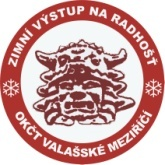 ZIMNÍ VÝSTUP NA RADHOŠŤ
OKČT VALAŠSKÉ MEZIŘÍČÍ